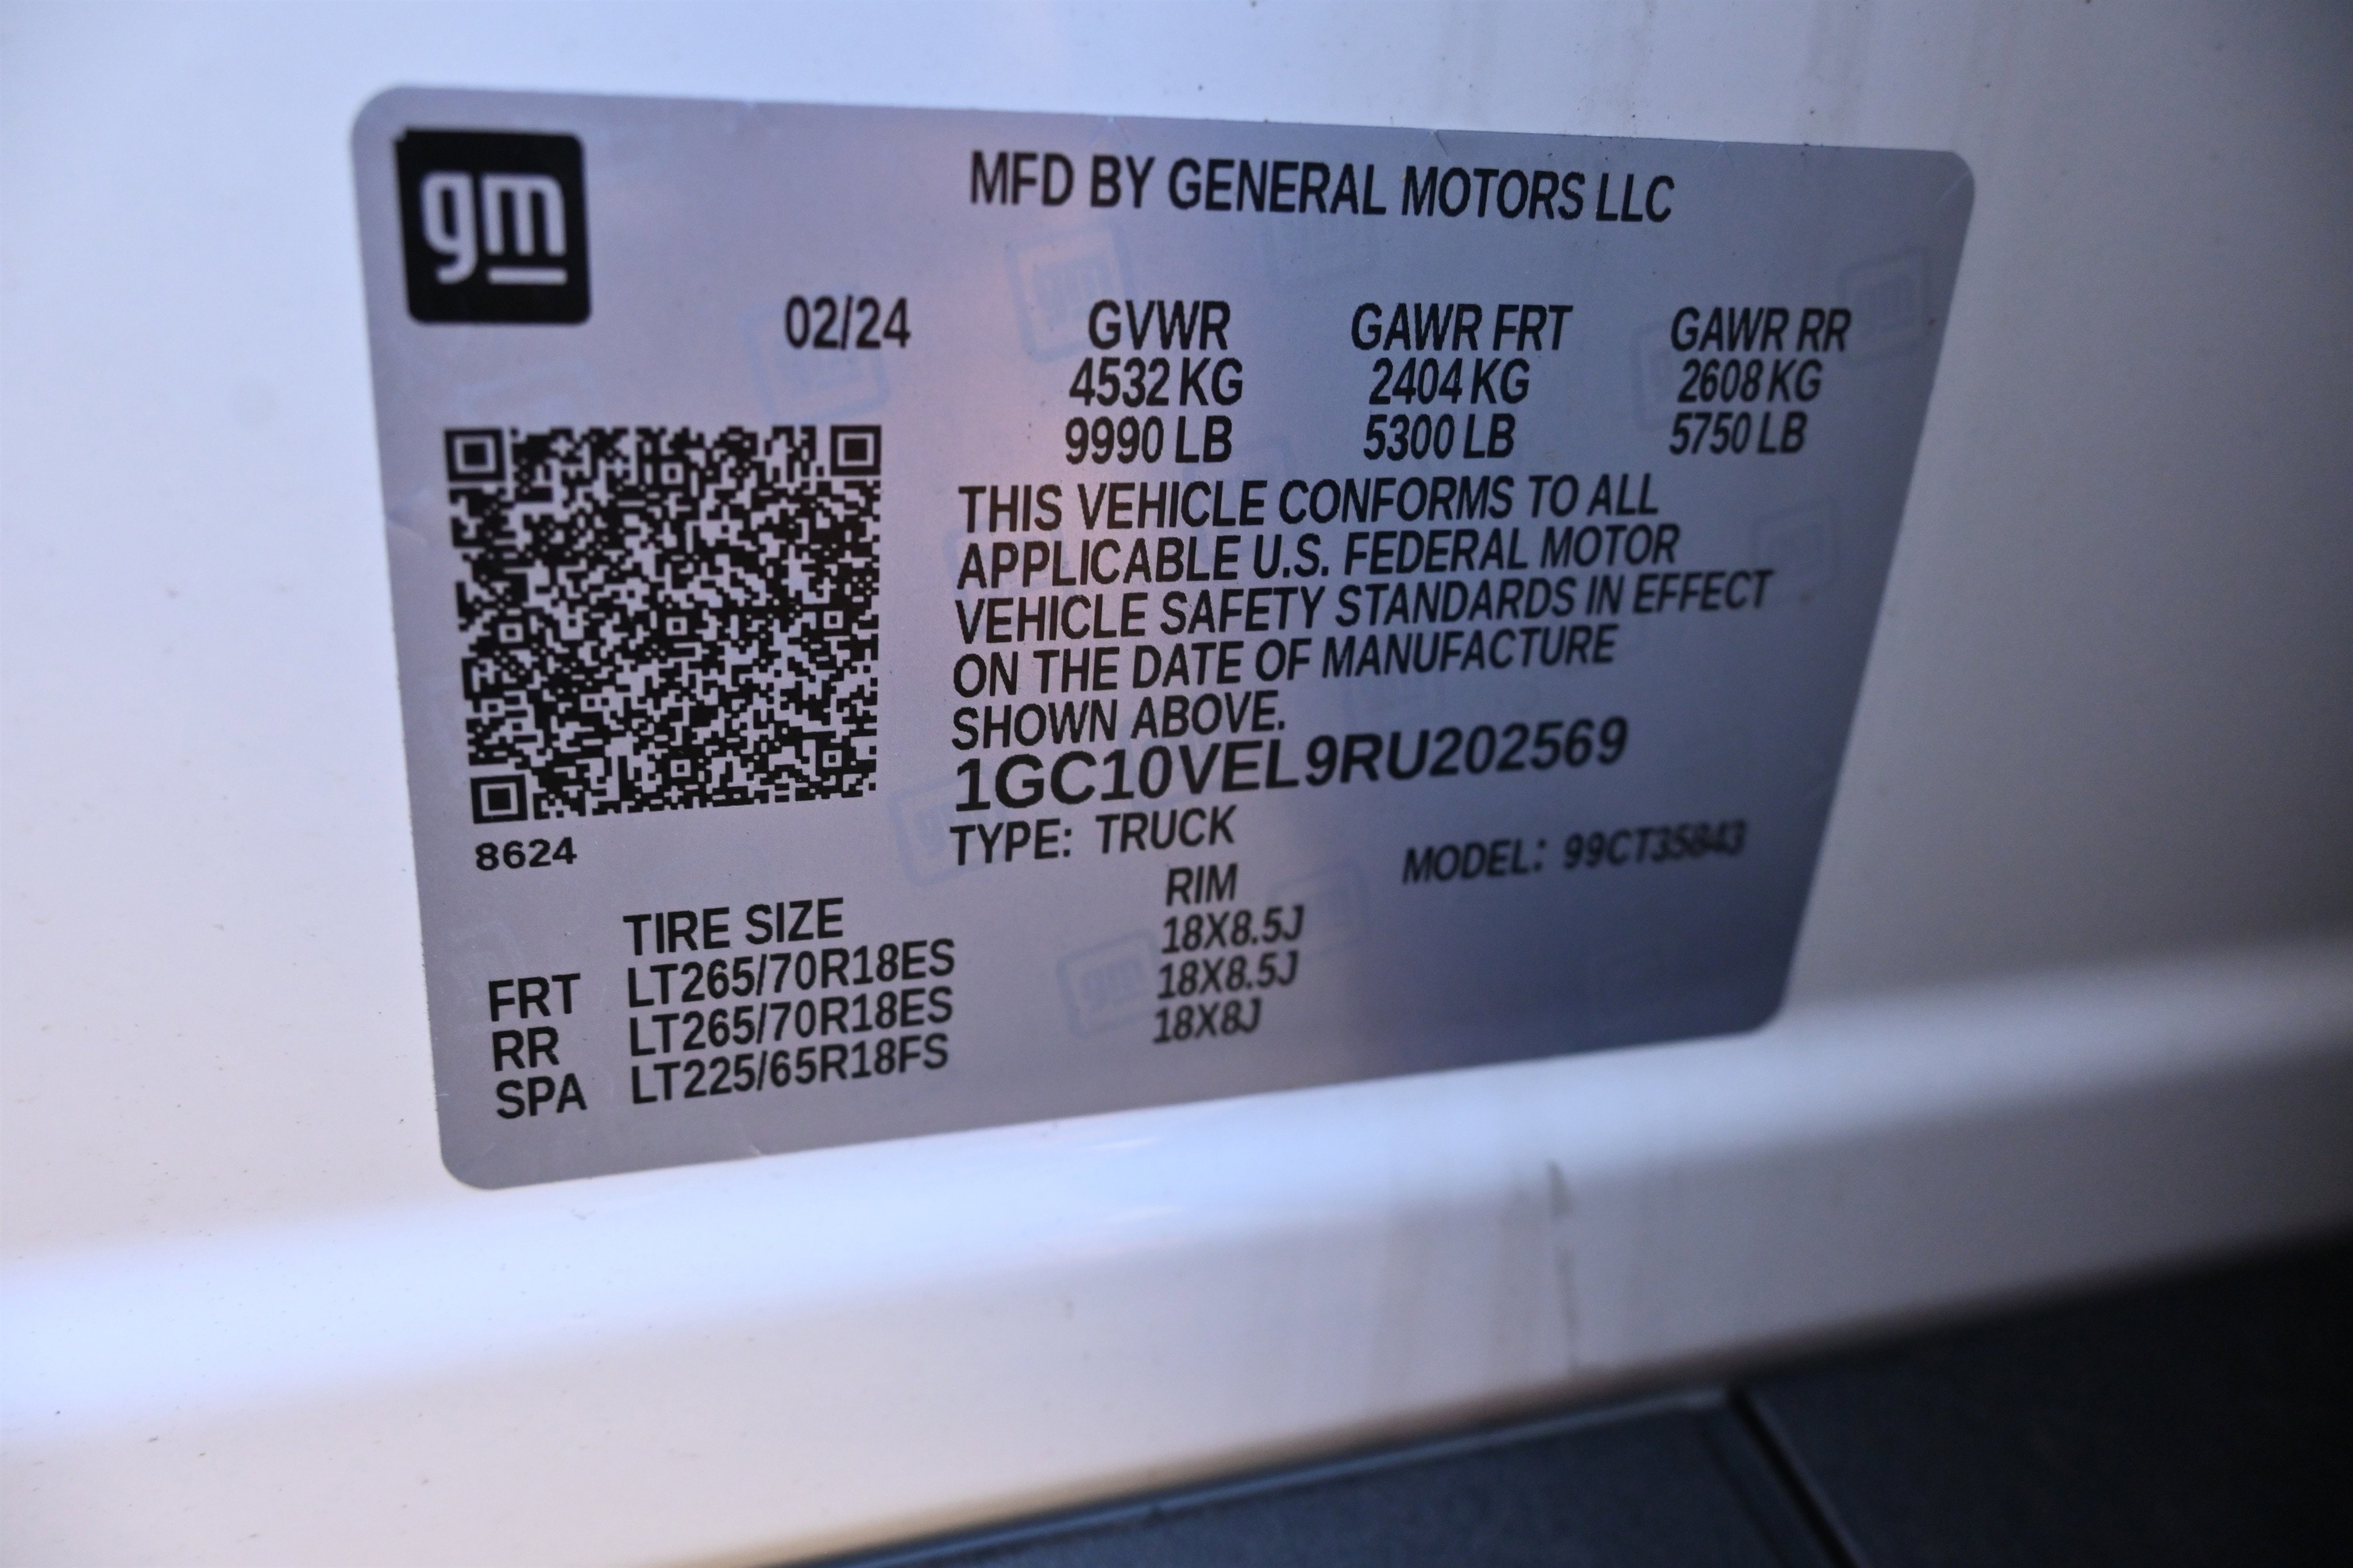 gm
MFD BY GENERAL MOTORS LLC
02/24 GVWR GAWR FRT GAWR RR
4532 KG 2404 KG 2608 KG
9990 LB 5300 LB 5750 LB
THIS VEHICLE CONFORMS TO ALL
APPLICABLE U.S. FEDERAL MOTOR
VEHICLE SAFETY STANDARDS IN EFFECT
ON THE DATE OF MANUFACTURE
SHOWN ABOVE.
1GC10VEL9RU202569
TYPE: TRUCK MODEL: 99CT35843
8624
TIRE SIZE RIM
FRT LT265/70R18ES 18X8.5J
RR LT265/70R18ES 18X8.5J
SPA LT225/65R18FS 18X8J